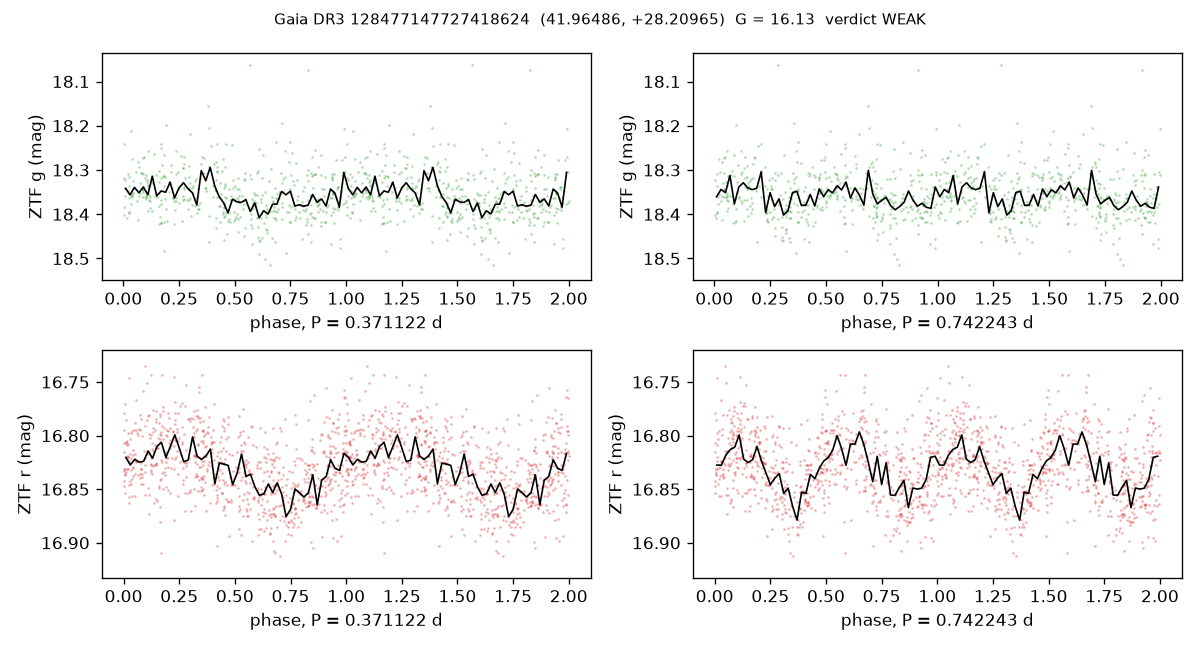 Gaia DR3 128477147727418624  (41.96486, +28.20965)  G = 16.13  verdict WEAK
ZTF g (mag)
18.1
18.2
18.3
18.4
18.5
0.00 0.25 0.50 0.75 1.00 1.25 1.50 1.75 2.00
phase, P = 0.371122 d
ZTF g (mag)
18.1
18.2
18.3
18.4
18.5
0.00 0.25 0.50 0.75 1.00 1.25 1.50 1.75 2.00
phase, P = 0.742243 d
ZTF r (mag)
16.75
16.80
16.85
16.90
0.00 0.25 0.50 0.75 1.00 1.25 1.50 1.75 2.00
phase, P = 0.371122 d
ZTF r (mag)
16.75
16.80
16.85
16.90
0.00 0.25 0.50 0.75 1.00 1.25 1.50 1.75 2.00
phase, P = 0.742243 d